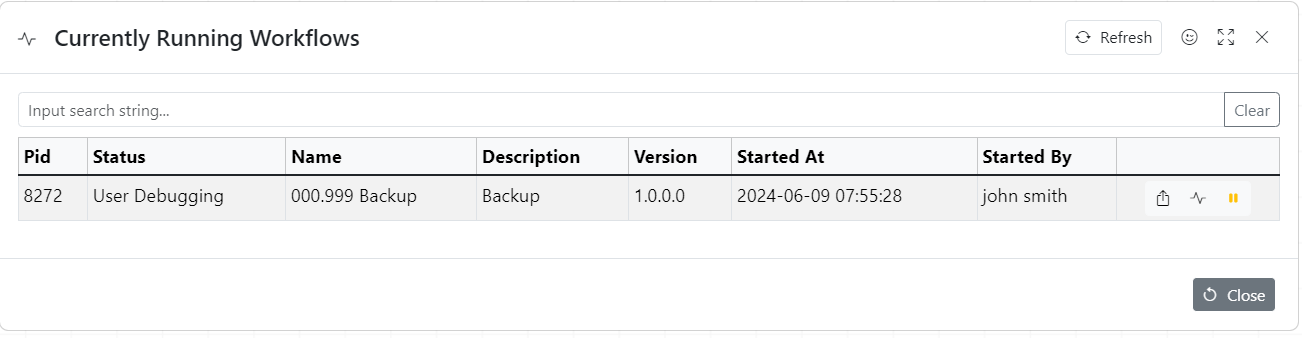 Currently Running Workflows Refresh
Input search string... Clear
Pid Status Name Description Version Started At Started By
8272 User Debugging 000.999 Backup Backup 1.0.0.0 2024-06-09 07:55:28 john smith
Close